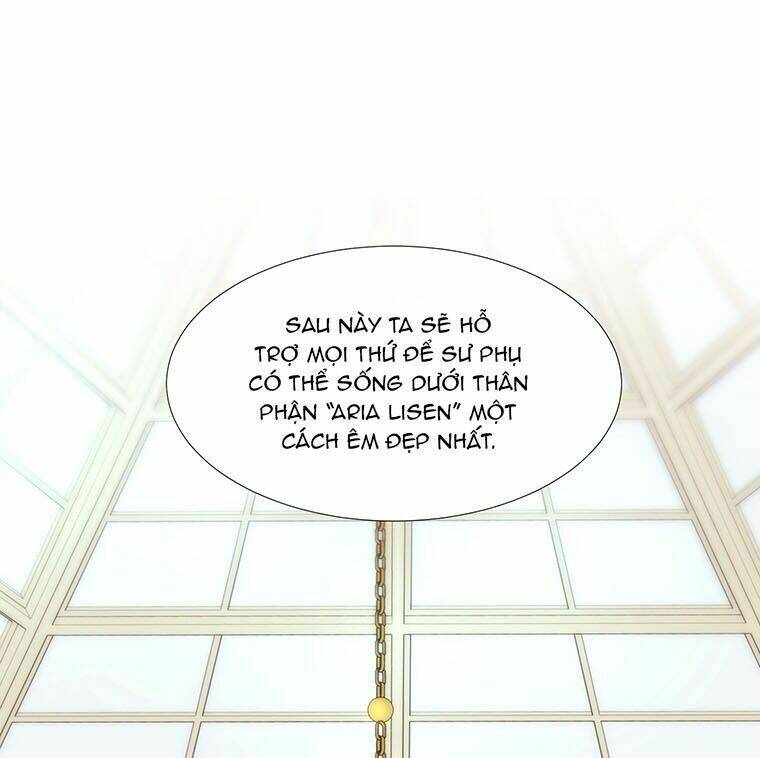 SAU NÀY TA SẼ HỖ
TRỢ MỌI THỨ ĐỂ SƯ PHỤ
CÓ THỂ SỐNG DƯỚI THÂN
PHẬN "ARIA LISEN" MỘT
CÁCH ÊM ĐẸP NHẤT.